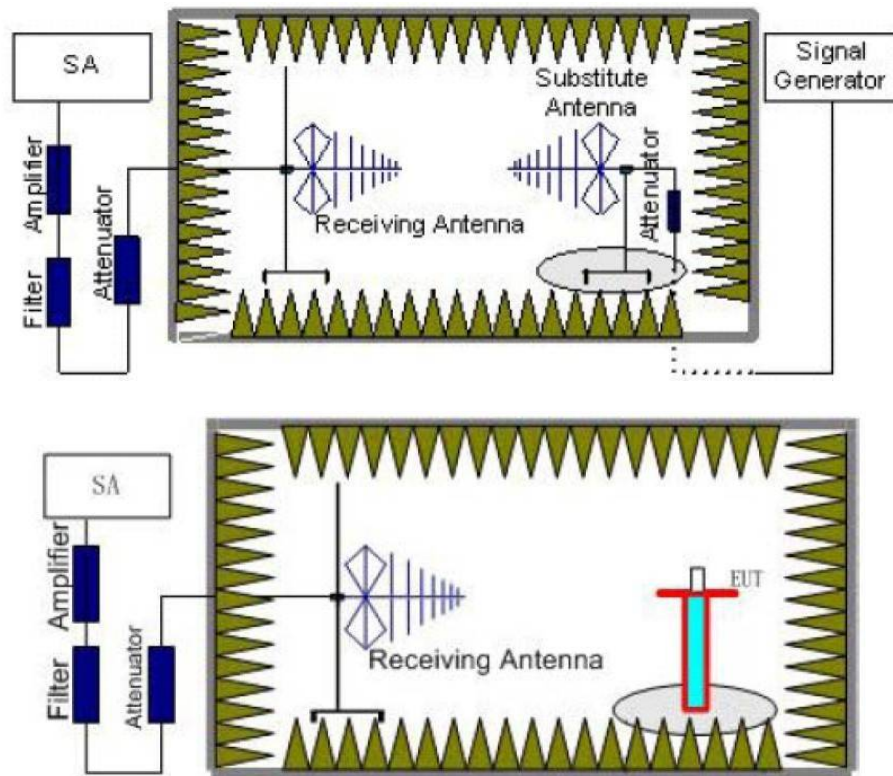 SA
Amplifier
Filter
Attenuator
Receiving Antenna
Substitute
Antenna
Attenuator
Signal
Generator
SA
Amplifier
Filter
Attenuator
Receiving Antenna
EUT